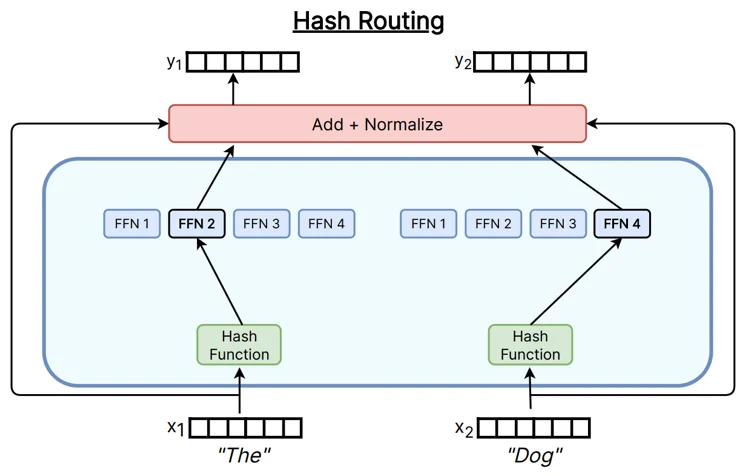 Hash Routing
y1 y2
Add + Normalize
FFN 1 FFN 2 FFN 3 FFN 4 FFN 1 FFN 2 FFN 3 FFN 4
Hash Function Hash Function
x1 x2
"The" "Dog"